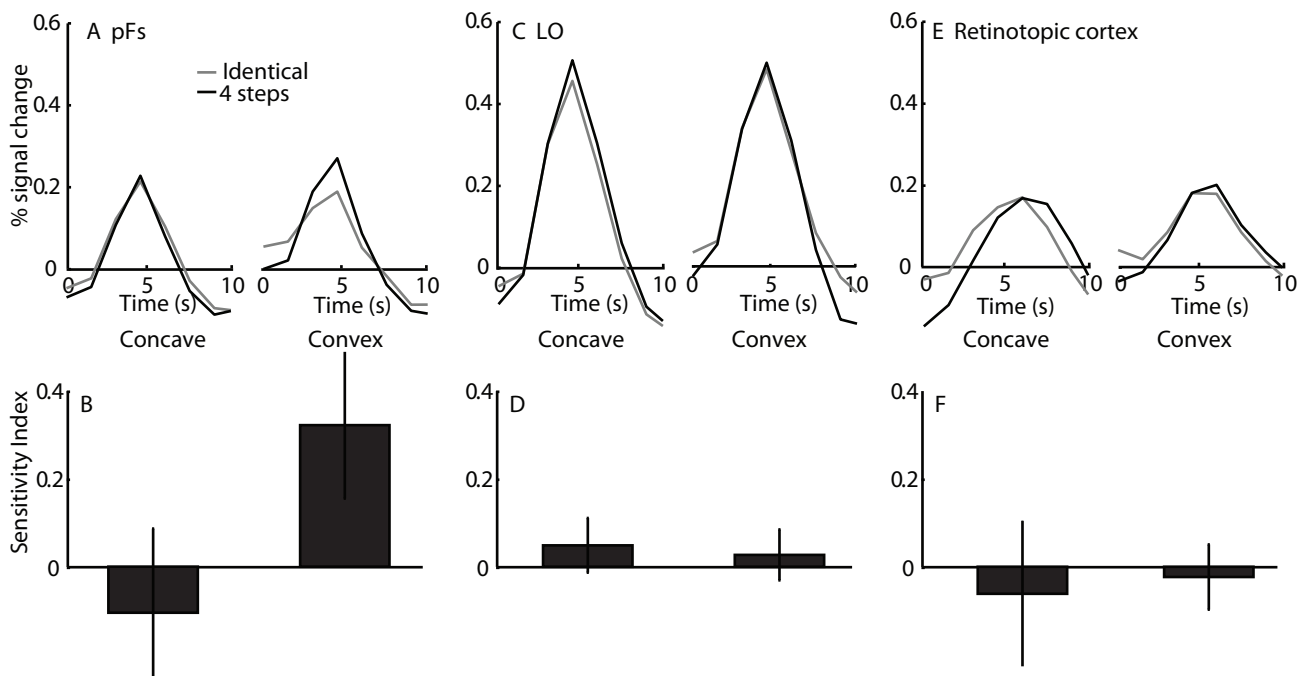 A pFs
C LO
E Retinotopic cortex
Identical
4 steps
% signal change
0.6
0.4
0.2
0
0 5 10
Time (s)
Concave
0 5 10
Time (s)
Convex
0.6
0.4
0.2
0
0 5 10
Time (s)
Concave
0 5 10
Time (s)
Convex
0.6
0.4
0.2
0
0 5 10
Time (s)
Concave
0 5 10
Time (s)
Convex
B
Sensitivity Index
0.4
0.2
0
D
0.4
0.2
0
F
0.4
0.2
0